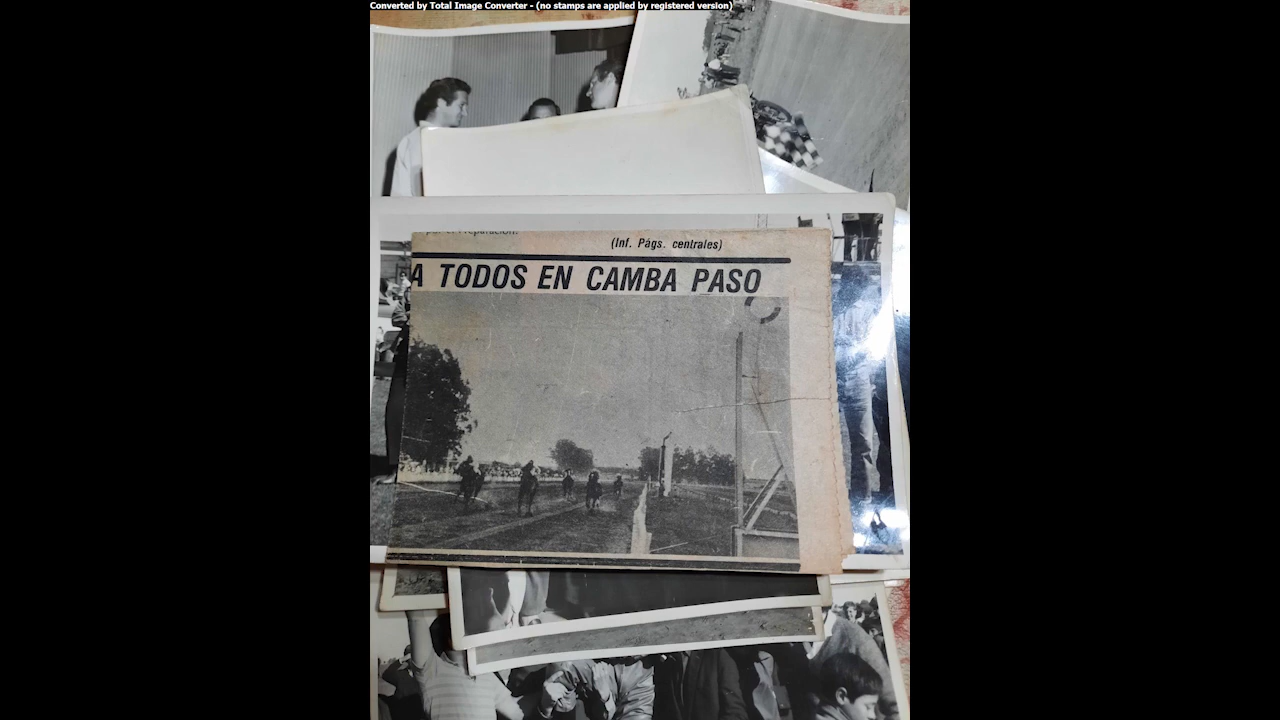 Converted by Total Image Converter - (no stamps are applied by registered version)
(Inf. Págs. centrales)
A TODOS EN CAMBA PASO